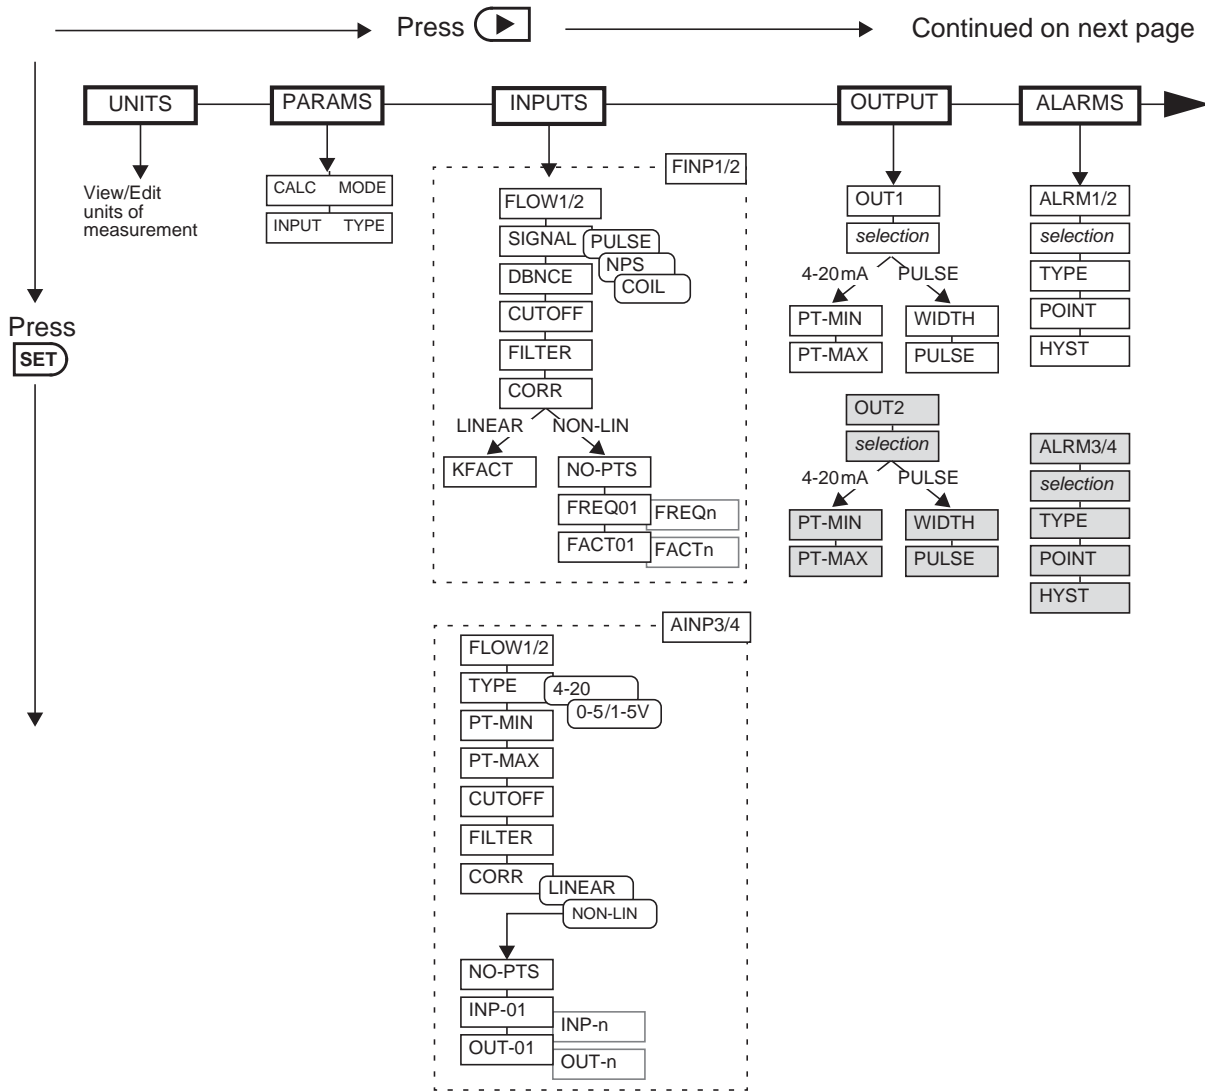 Press
Continued on next page
UNITS
PARAMS
INPUTS
OUTPUT
ALARMS
Press
SET
View/Edit
units of
measurement
CALC MODE
INPUT TYPE
FINP1/2
FLOW1/2
SIGNAL
PULSE
NPS
COIL
DBNCE
CUTOFF
FILTER
CORR
LINEAR
NON-LIN
KFACT
NO-PTS
FREQ01
FREQn
FACT01
FACTn
AINP3/4
FLOW1/2
TYPE
4-20
0-5/1-5V
PT-MIN
PT-MAX
CUTOFF
FILTER
CORR
LINEAR
NON-LIN
NO-PTS
INP-01
INP-n
OUT-01
OUT-n
OUT1
selection
4-20mA
PULSE
PT-MIN
WIDTH
PT-MAX
PULSE
OUT2
selection
4-20mA
PULSE
PT-MIN
WIDTH
PT-MAX
PULSE
ALRM1/2
selection
TYPE
POINT
HYST
ALRM3/4
selection
TYPE
POINT
HYST